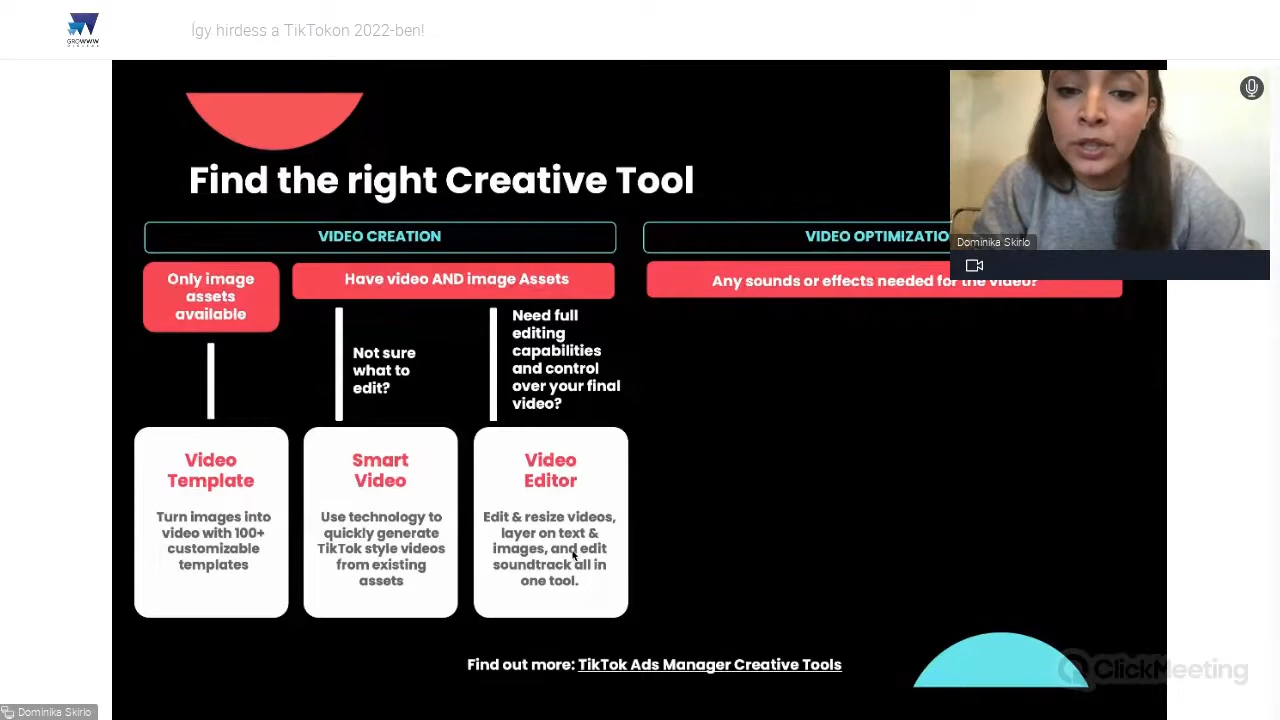 GROWWW
DIGITAL
Így hirdess a TikTokon 2022-ben!
Find the right Creative Tool
VIDEO CREATION
VIDEO OPTIMIZATIO
Dominika Skirlo
Only image
assets
available
Have video AND image Assets
Any sounds or effects needed for the video?
Not sure
what to
edit?
Need full
editing
capabilities
and control
over your final
video?
Video
Template
Turn images into
video with 100+
customizable
templates
Smart
Video
Use technology to
quickly generate
TikTok style videos
from existing
assets
Video
Editor
Edit & resize videos,
layer on text &
images, and edit
soundtrack all in
one tool.
Find out more: TikTok Ads Manager Creative Tools
ClickMeeting
Dominika Skirlo